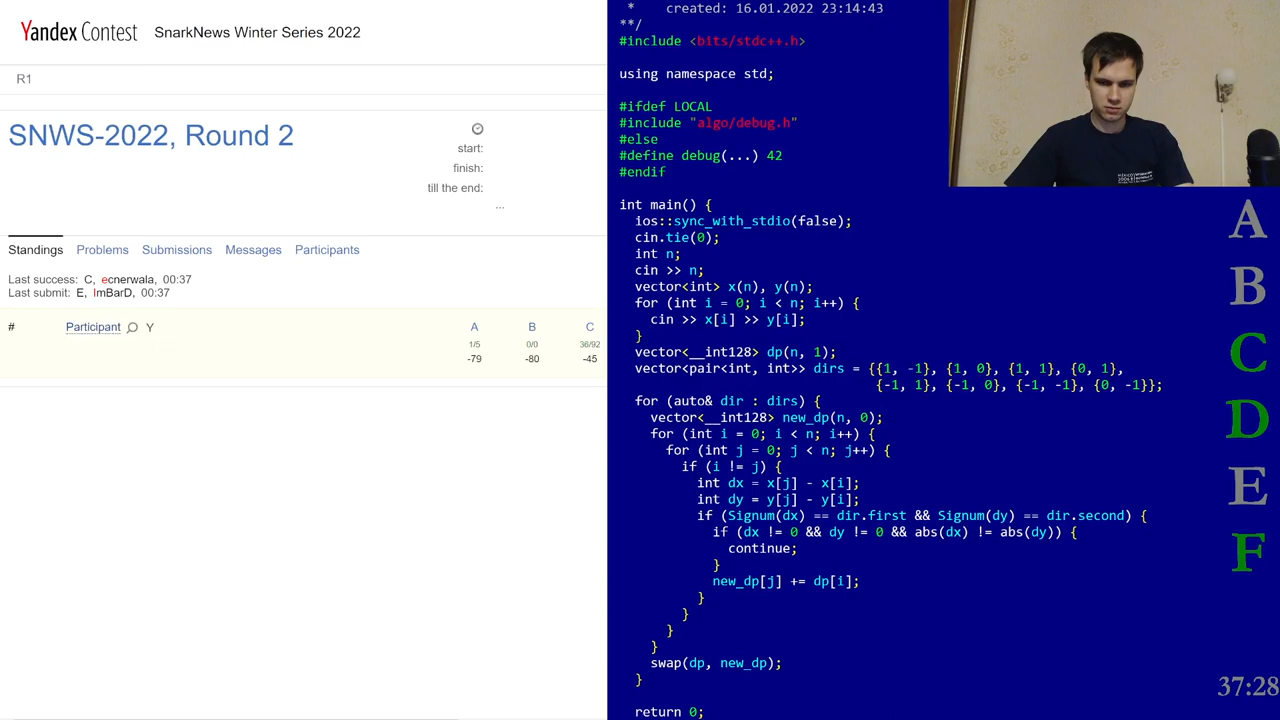 Yandex Contest SnarkNews Winter Series 2022
R1
SNWS-2022, Round 2
start:
finish:
till the end:
...
Standings Problems Submissions Messages Participants
Last success: C, ecnerwala, 00:37
Last submit: E, ImBarD, 00:37
# Participant Y A B C
1/5 0/0 36/92
-79 -80 -45
* created: 16.01.2022 23:14:43
**/
#include <bits/stdc++.h>
using namespace std;
#ifdef LOCAL
#include "algo/debug.h"
#else
#define debug(...) 42
#endif
int main() {
ios::sync_with_stdio(false);
cin.tie(0);
int n;
cin >> n;
vector<int> x(n), y(n);
for (int i = 0; i < n; i++) {
cin >> x[i] >> y[i];
}
vector<__int128> dp(n, 1);
vector<pair<int, int>> dirs = {{1, -1}, {1, 0}, {1, 1}, {0, 1},
{-1, 1}, {-1, 0}, {-1, -1}, {0, -1}};
for (auto& dir : dirs) {
vector<__int128> new_dp(n, 0);
for (int i = 0; i < n; i++) {
for (int j = 0; j < n; j++) {
if (i != j) {
int dx = x[j] - x[i];
int dy = y[j] - y[i];
if (Signum(dx) == dir.first && Signum(dy) == dir.second) {
if (dx != 0 && dy != 0 && abs(dx) != abs(dy)) {
continue;
}
new_dp[j] += dp[i];
}
}
}
}
swap(dp, new_dp);
}
return 0;
A
B
C
D
E
F
37:28